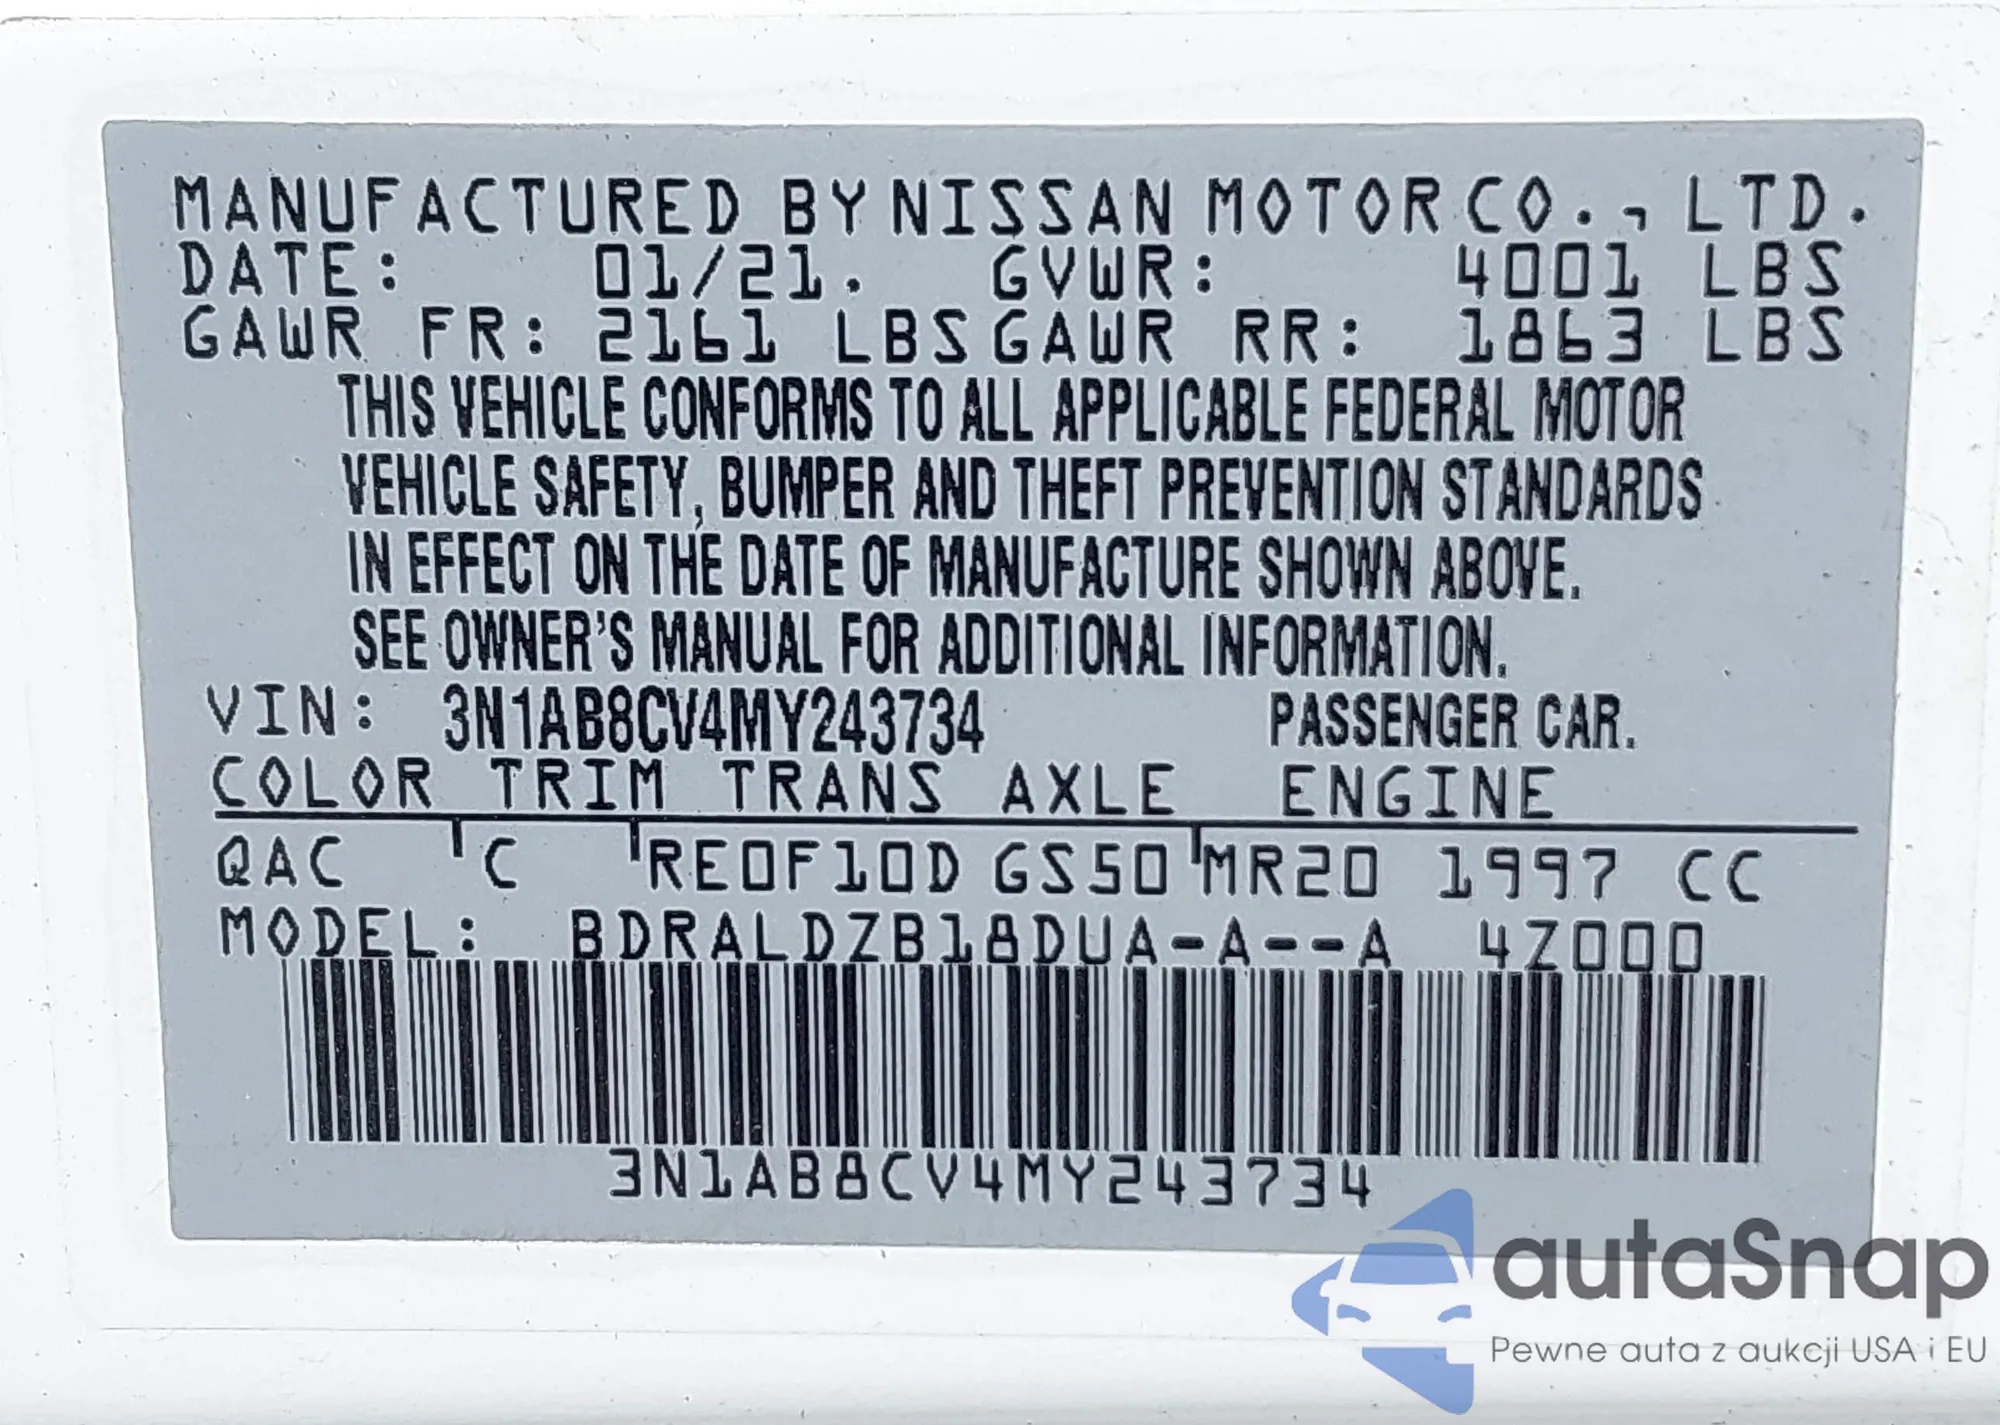 MANUFACTURED BY NISSAN MOTOR CO., LTD.
DATE: 01/21. GVWR: 4001 LBS
GAWR FR: 2161 LBS GAWR RR: 1863 LBS
THIS VEHICLE CONFORMS TO ALL APPLICABLE FEDERAL MOTOR
VEHICLE SAFETY, BUMPER AND THEFT PREVENTION STANDARDS
IN EFFECT ON THE DATE OF MANUFACTURE SHOWN ABOVE.
SEE OWNER'S MANUAL FOR ADDITIONAL INFORMATION.
VIN: 3N1AB8CV4MY243734 PASSENGER CAR.
COLOR TRIM TRANS AXLE ENGINE
QAC C RE0F10D GS50 MR20 1997 CC
MODEL: BDRALDZB18DUA-A--A 4Z000
3N1AB8CV4MY243734
autaSnap
Pewne auta z aukcji USA i EU